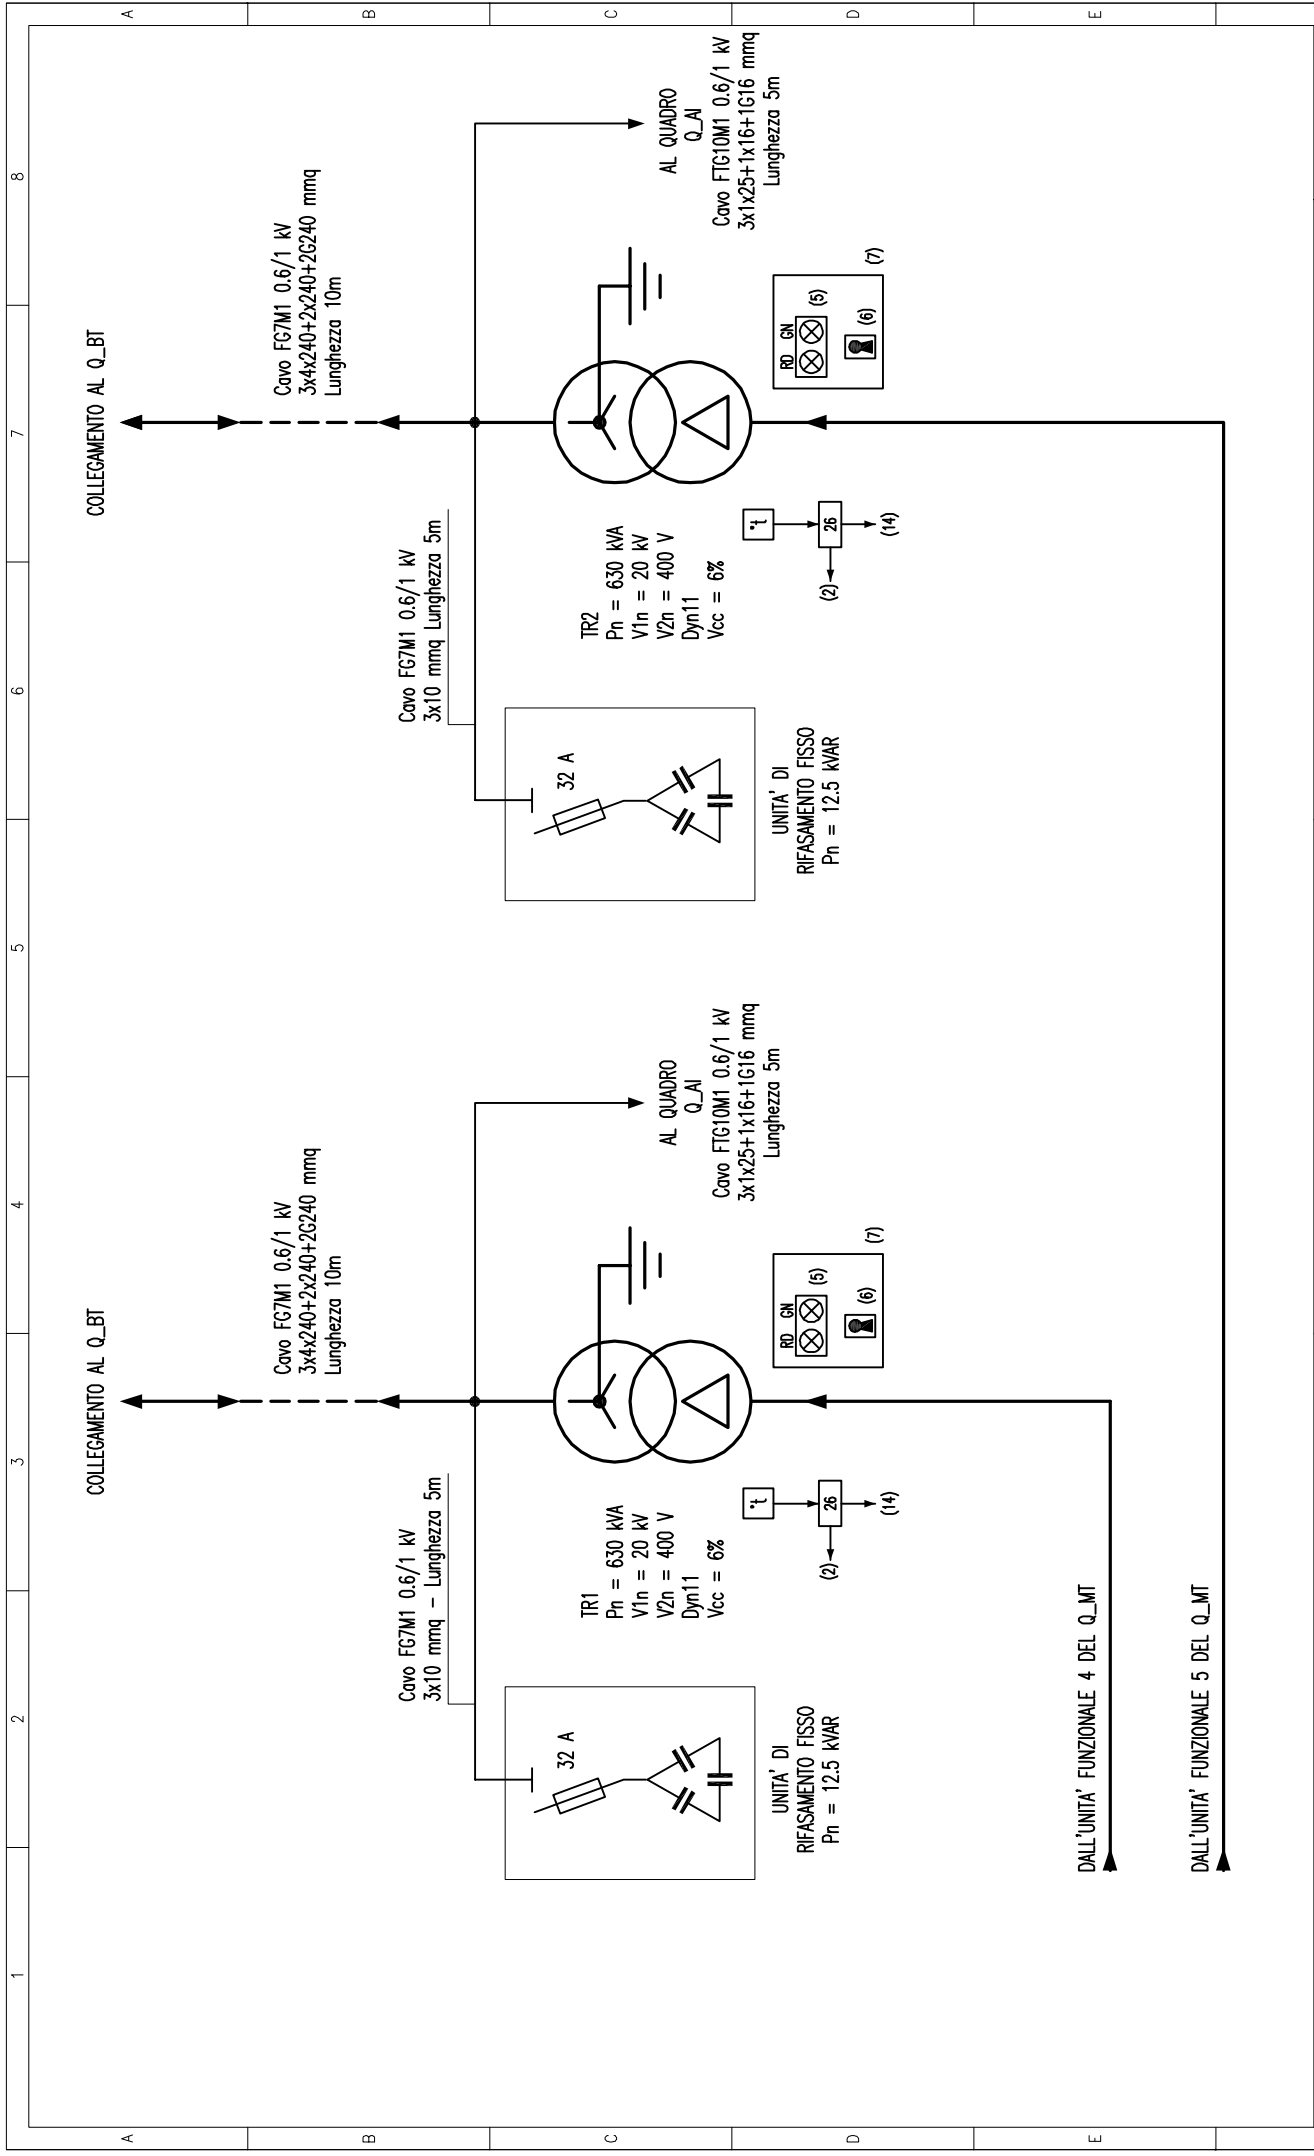 1 2 3 4 5 6 7 8
A
B
C
D
E
COLLEGAMENTO AL Q_BT
Cavo FG7M1 0.6/1 kV
3x4x240+2x240+2G240 mmq
Lunghezza 10m
Cavo FG7M1 0.6/1 kV
3x10 mmq - Lunghezza 5m
32 A
UNITA' DI
RIFASAMENTO FISSO
Pn = 12.5 kVAR
TR1
Pn = 630 kVA
V1n = 20 kV
V2n = 400 V
Dyn11
Vcc = 6%
°t
26
(2)
(14)
RD GN
(5)
(6)
(7)
AL QUADRO
Q_AI
Cavo FTG10M1 0.6/1 kV
3x1x25+1x16+1G16 mmq
Lunghezza 5m
COLLEGAMENTO AL Q_BT
Cavo FG7M1 0.6/1 kV
3x4x240+2x240+2G240 mmq
Lunghezza 10m
Cavo FG7M1 0.6/1 kV
3x10 mmq Lunghezza 5m
32 A
UNITA' DI
RIFASAMENTO FISSO
Pn = 12.5 kVAR
TR2
Pn = 630 kVA
V1n = 20 kV
V2n = 400 V
Dyn11
Vcc = 6%
°t
26
(2)
(14)
RD GN
(5)
(6)
(7)
AL QUADRO
Q_AI
Cavo FTG10M1 0.6/1 kV
3x1x25+1x16+1G16 mmq
Lunghezza 5m
DALL'UNITA' FUNZIONALE 4 DEL Q_MT
DALL'UNITA' FUNZIONALE 5 DEL Q_MT
A
B
C
D
E